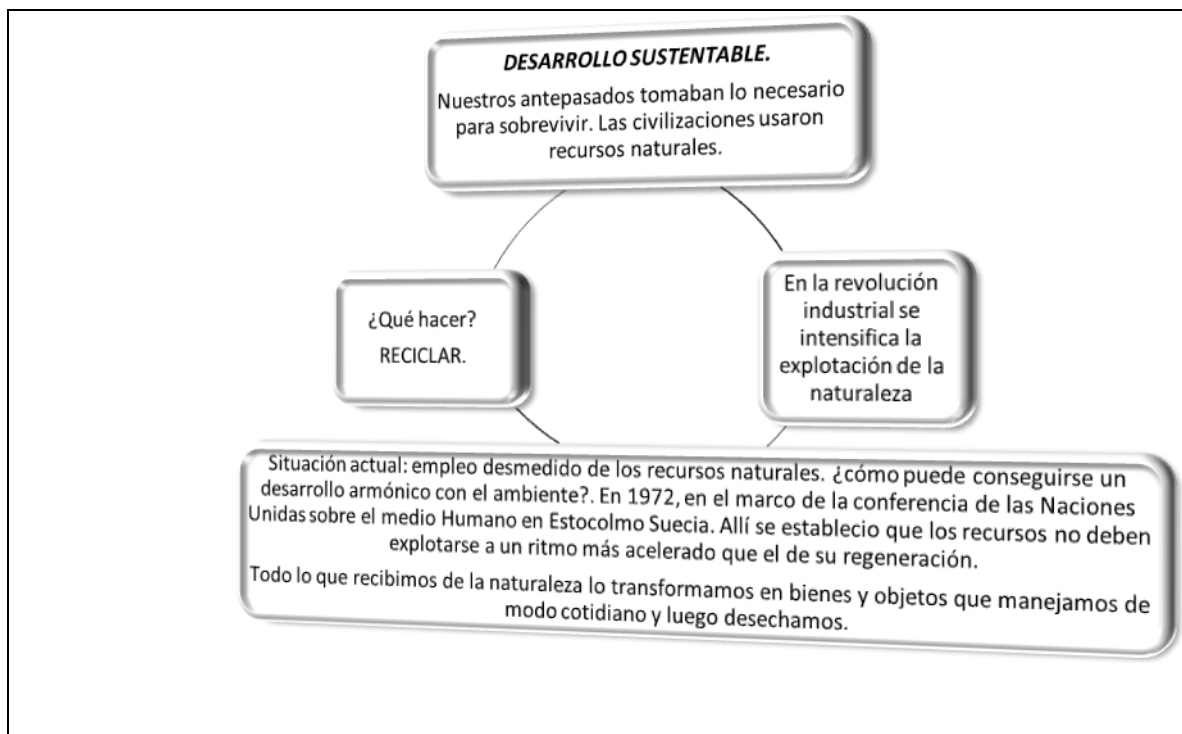 DESARROLLO SUSTENTABLE.
Nuestros antepasados tomaban lo necesario
para sobrevivir. Las civilizaciones usaron
recursos naturales.
En la revolución
industrial se
intensifica la
explotación de la
naturaleza
Situación actual: empleo desmedido de los recursos naturales. ¿cómo puede conseguirse un
desarrollo armónico con el ambiente?. En 1972, en el marco de la conferencia de las Naciones
Unidas sobre el medio Humano en Estocolmo Suecia. Allí se establecio que los recursos no deben
explotarse a un ritmo más acelerado que el de su regeneración.
Todo lo que recibimos de la naturaleza lo transformamos en bienes y objetos que manejamos de
modo cotidiano y luego desechamos.
¿Qué hacer?
RECICLAR.